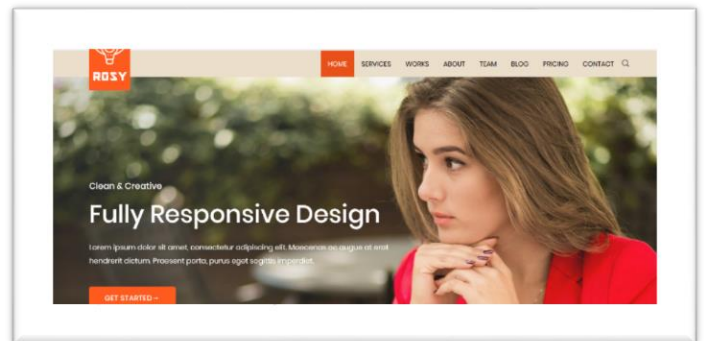 ROSY
HOME SERVICES WORKS ABOUT TEAM BLOG PRICING CONTACT
Clean & Creative
Fully Responsive Design
Lorem ipsum dolor sit amet, consectetur adipiscing elit. Maecenas ac augue at erat
hendrerit dictum. Praesent porta, purus eget sagittis imperdiet.
GET STARTED